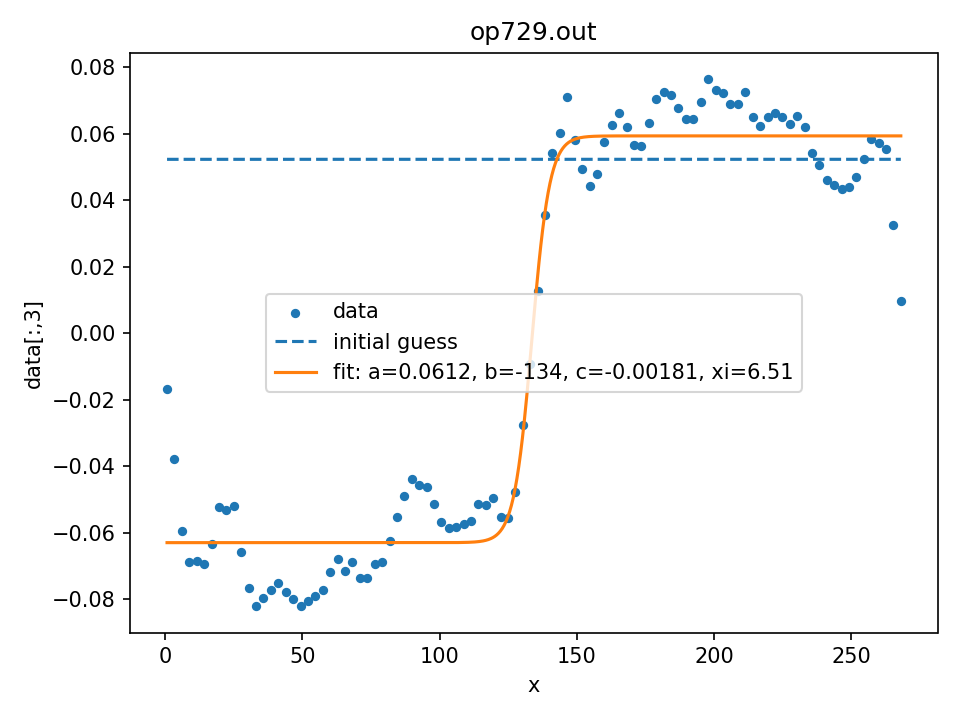 op729.out
0.08
0.06
0.04
0.02
0.00
−0.02
−0.04
−0.06
−0.08
data[:,3]
data
initial guess
fit: a=0.0612, b=-134, c=-0.00181, xi=6.51
0 50 100 150 200 250
x